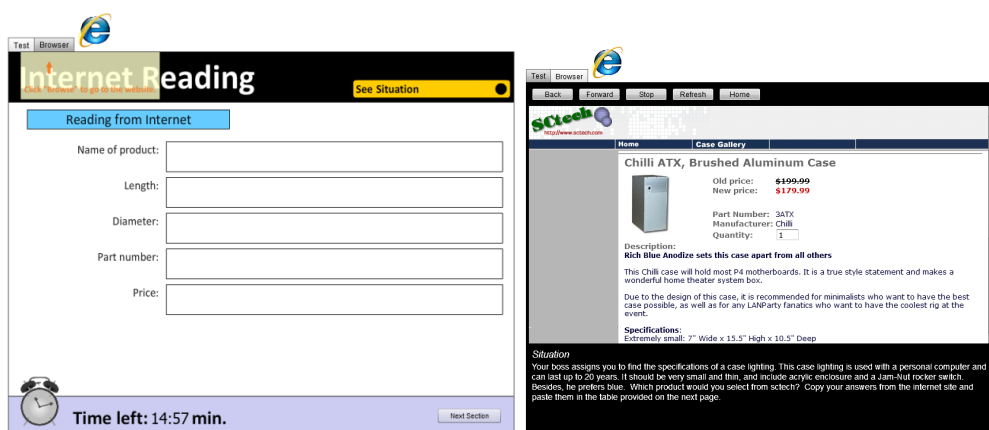 Test Browser
Internet Reading
Click "Browse" to go to the website.
See Situation
Reading from Internet
Name of product:
Length:
Diameter:
Part number:
Price:
Time left: 14:57 min.
Next Section
Test Browser
Back Forward Stop Refresh Home
SCtech
http://www.sctech.com
Home Case Gallery
Chilli ATX, Brushed Aluminum Case
Old price: $199.99
New price: $179.99
Part Number: 3ATX
Manufacturer: Chilli
Quantity: 1
Description:
Rich Blue Anodize sets this case apart from all others
This Chilli case will hold most P4 motherboards. It is a true style statement and makes a
wonderful home theater system box.
Due to the design of this case, it is recommended for minimalists who want to have the best
case possible, as well as for any LANParty fanatics who want to have the coolest rig at the
event.
Specifications:
Extremely small: 7" Wide x 15.5" High x 10.5" Deep
Situation
Your boss assigns you to find the specifications of a case lighting. This case lighting is used with a personal computer and
can last up to 20 years. It should be very small and thin, and include acrylic enclosure and a Jam-Nut rocker switch.
Besides, he prefers blue. Which product would you select from sctech? Copy your answers from the internet site and
paste them in the table provided on the next page.